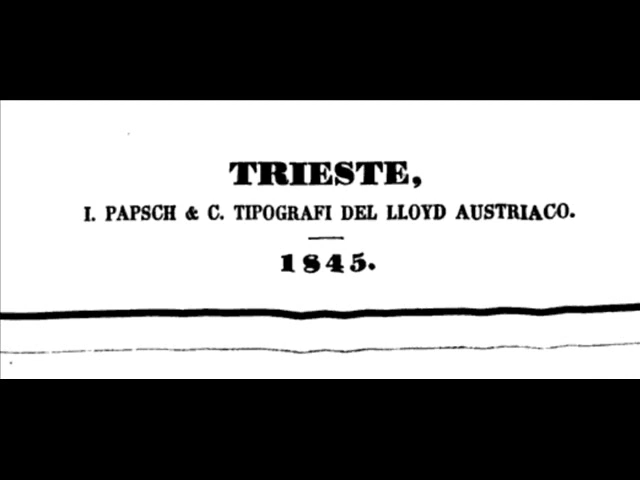 TRIESTE,
I. PAPSCH & C. TIPOGRAFI DEL LLOYD AUSTRIACO.
1845.